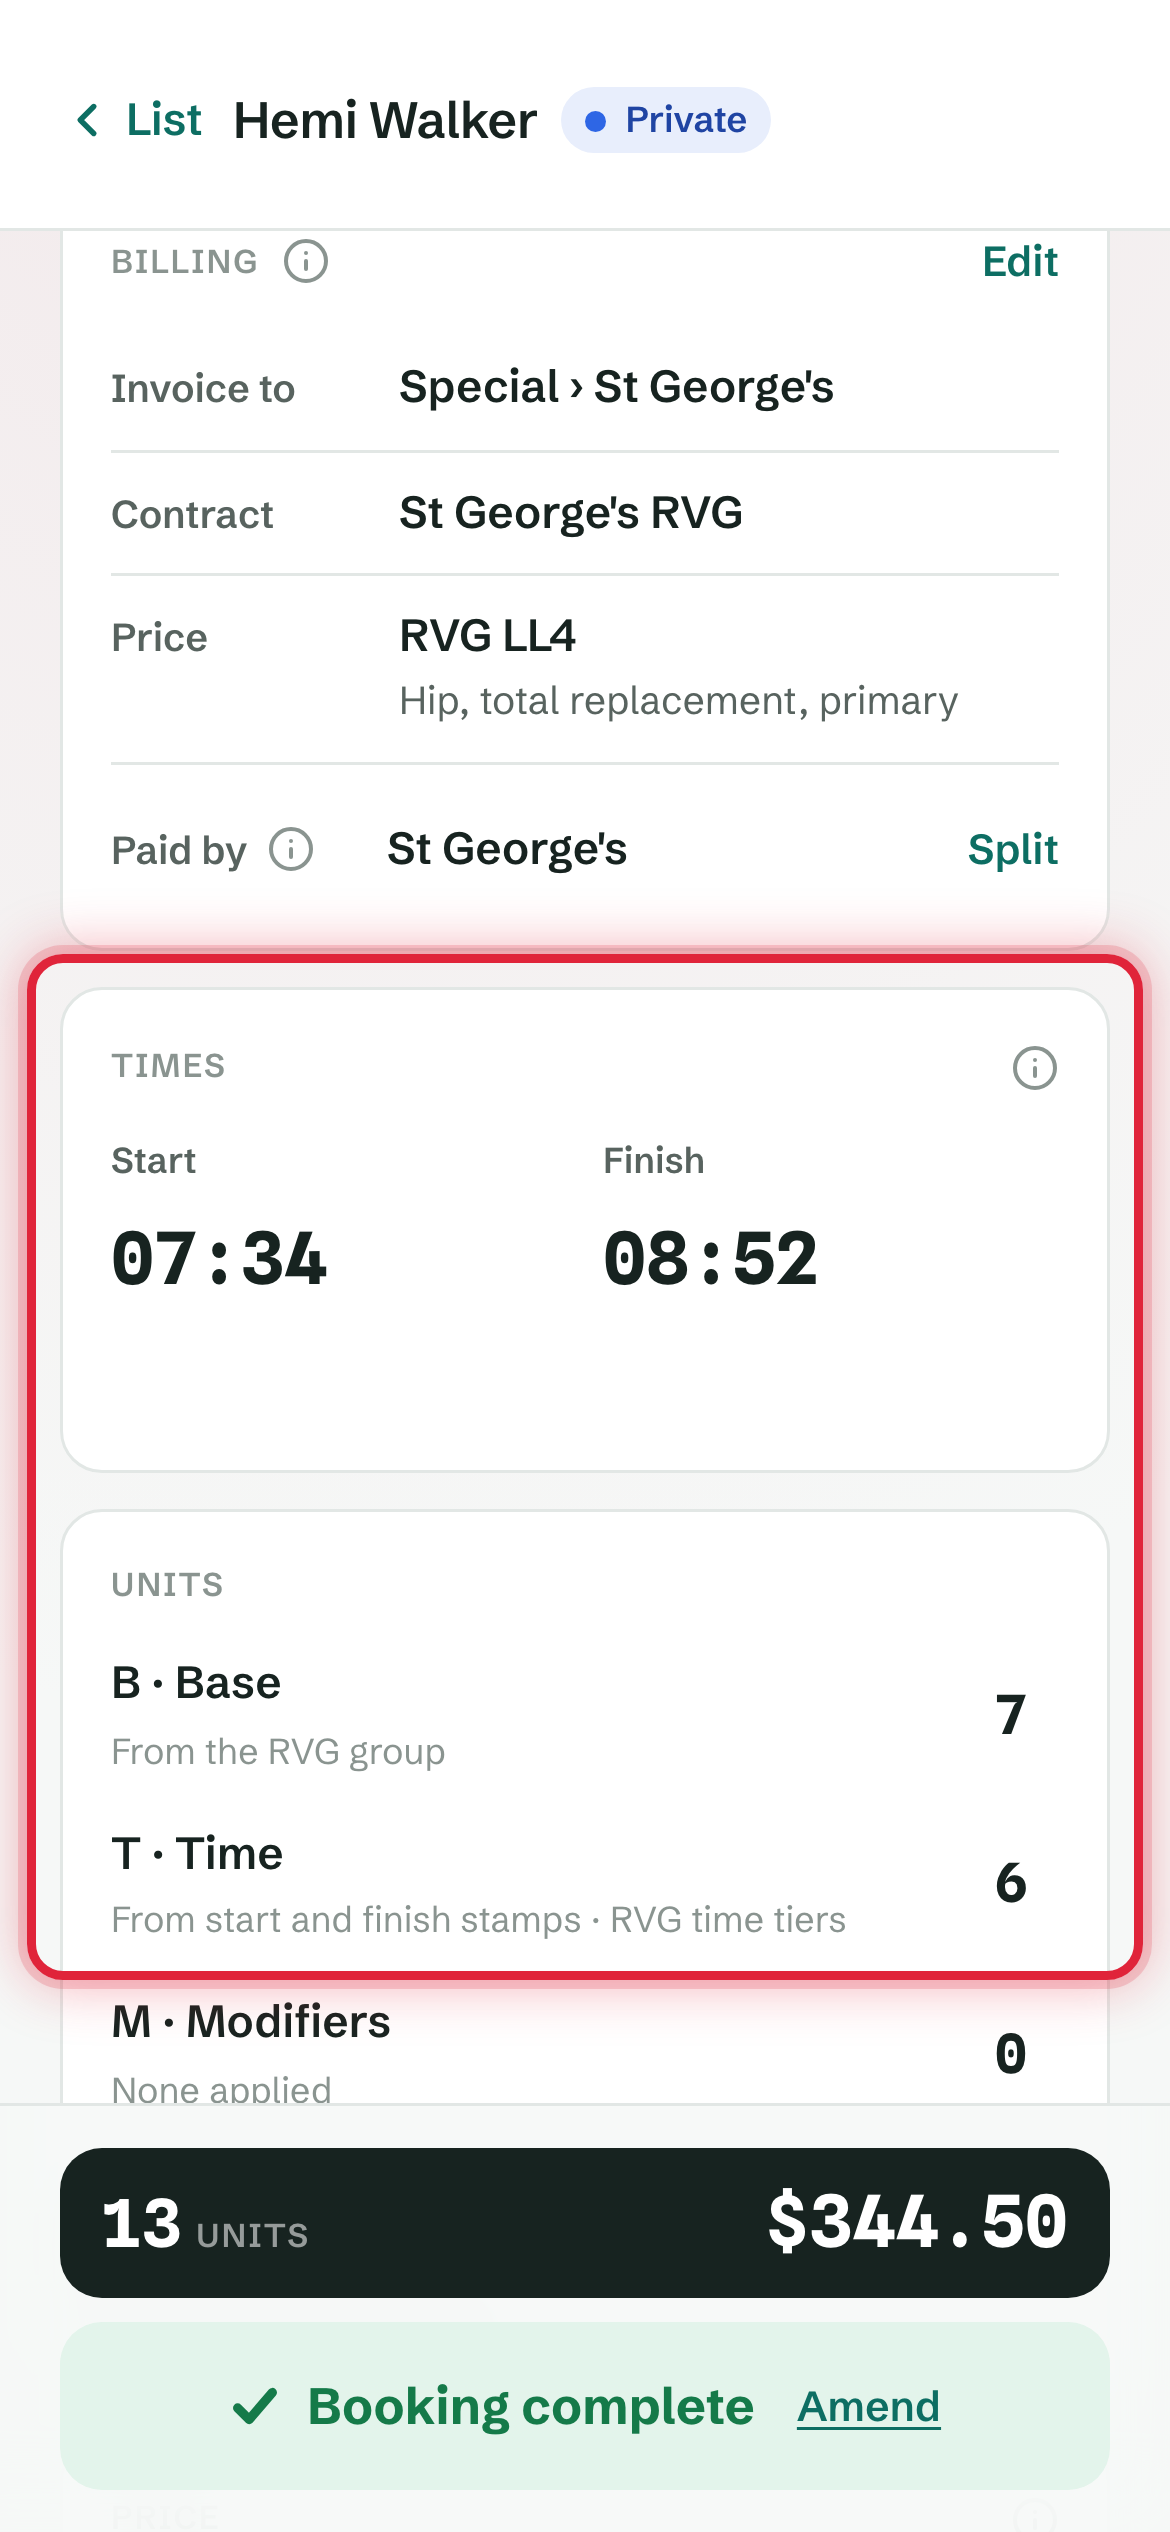 List Hemi Walker Private
BILLING Edit
Invoice to Special › St George's
Contract St George's RVG
Price RVG LL4
Hip, total replacement, primary
Paid by St George's Split
TIMES
Start Finish
07:34 08:52
UNITS
B · Base 7
From the RVG group
T · Time 6
From start and finish stamps · RVG time tiers
M · Modifiers 0
None applied
13 UNITS $344.50
Booking complete Amend
PRICE